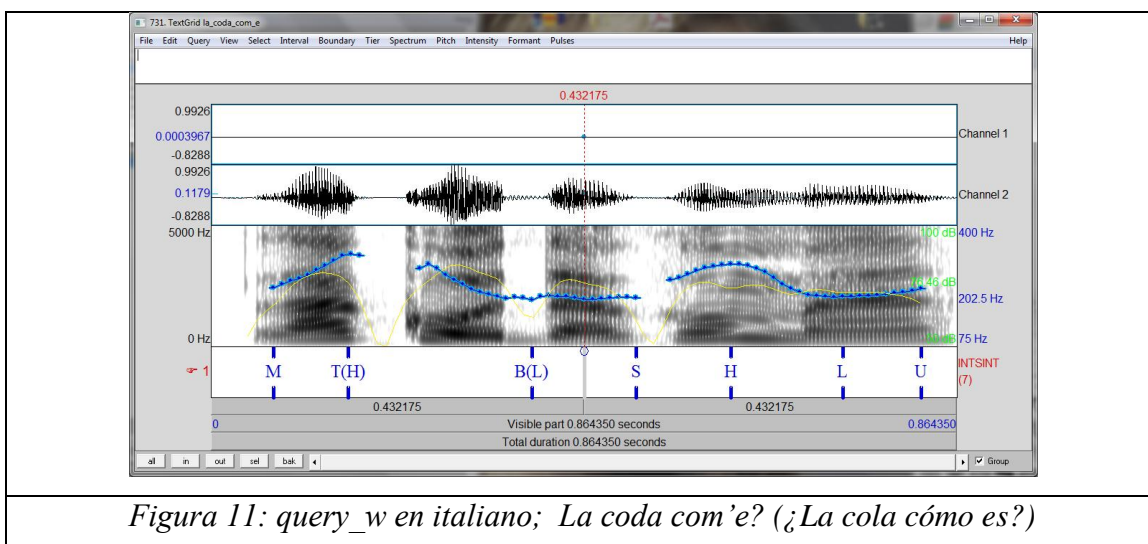 731. TextGrid la_coda_com_e
File Edit Query View Select Interval Boundary Tier Spectrum Pitch Intensity Formant Pulses Help
0.432175
0.9926
0.0003967 Channel 1
-0.8288
0.9926
0.1179 Channel 2
-0.8288
5000 Hz 100 dB 400 Hz
202.5 Hz
0 Hz 75 Hz
1 M T(H) B(L) S H L U INTSINT
(7)
0.432175 0.432175
0 Visible part 0.864350 seconds 0.864350
Total duration 0.864350 seconds
all in out sel bak Group
Figura 11: query_w en italiano; La coda com’e? (¿La cola cómo es?)